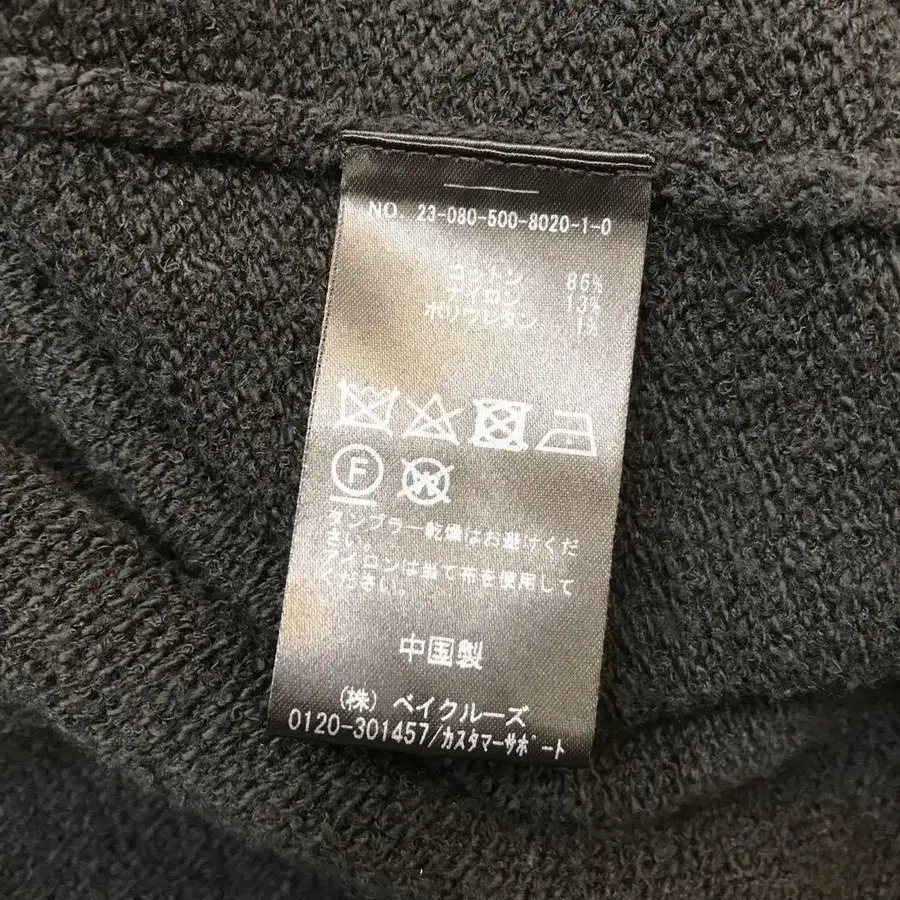 NO. 23-080-500-8020-1-0
コットン 86%
ナイロン 13%
ポリウレタン 1%
F
W
タンブラー乾燥はお避けくだ
さい。
アイロンは当て布を使用して
ください。
中国製
(株) ベイクルーズ
0120-301457/カスタマーサポート